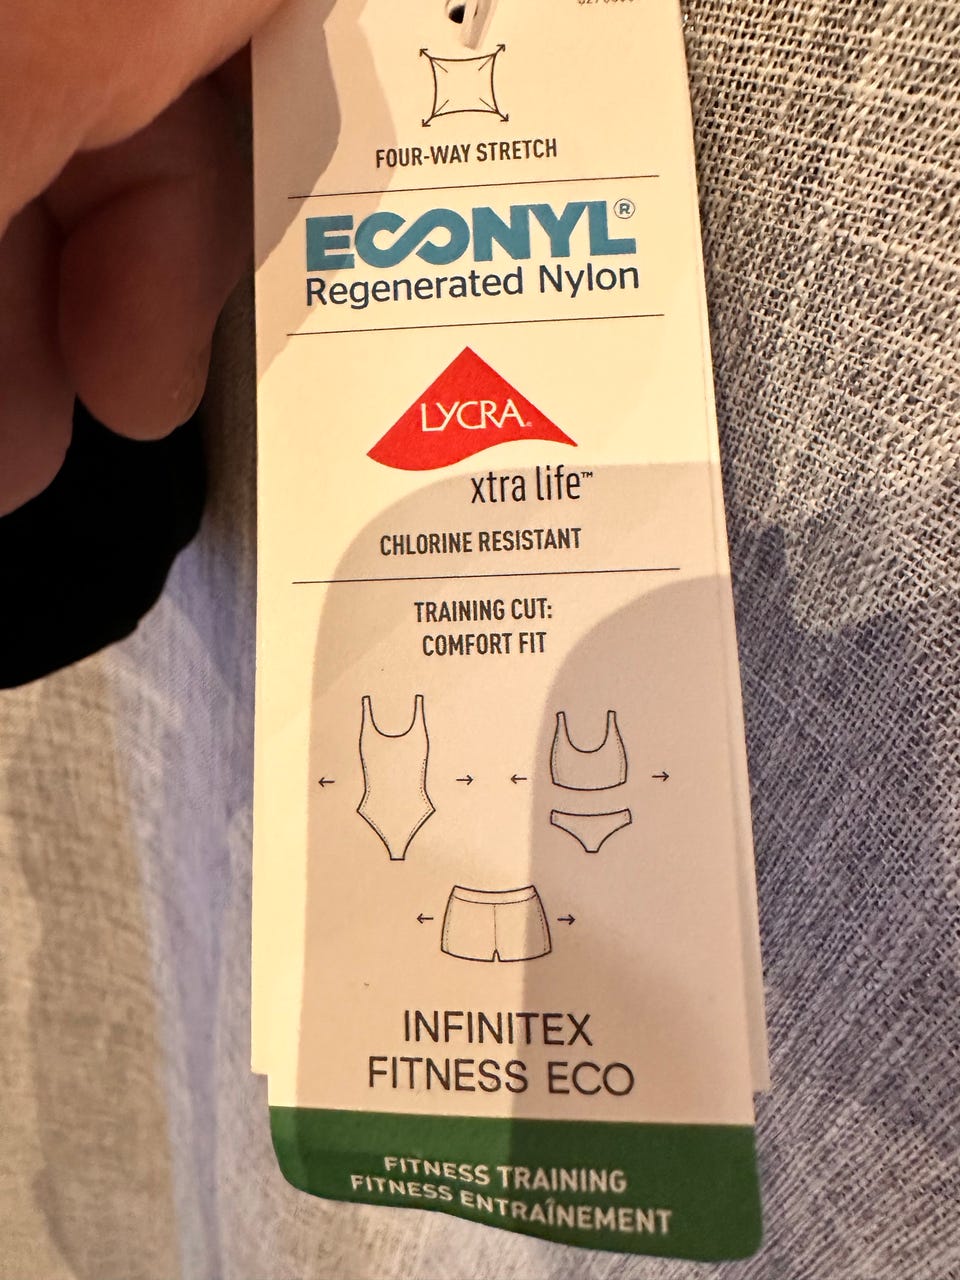 FOUR-WAY STRETCH
ECONYL®
Regenerated Nylon
LYCRA
xtra life™
CHLORINE RESISTANT
TRAINING CUT:
COMFORT FIT
INFINITEX
FITNESS ECO
FITNESS TRAINING
FITNESS ENTRAÎNEMENT